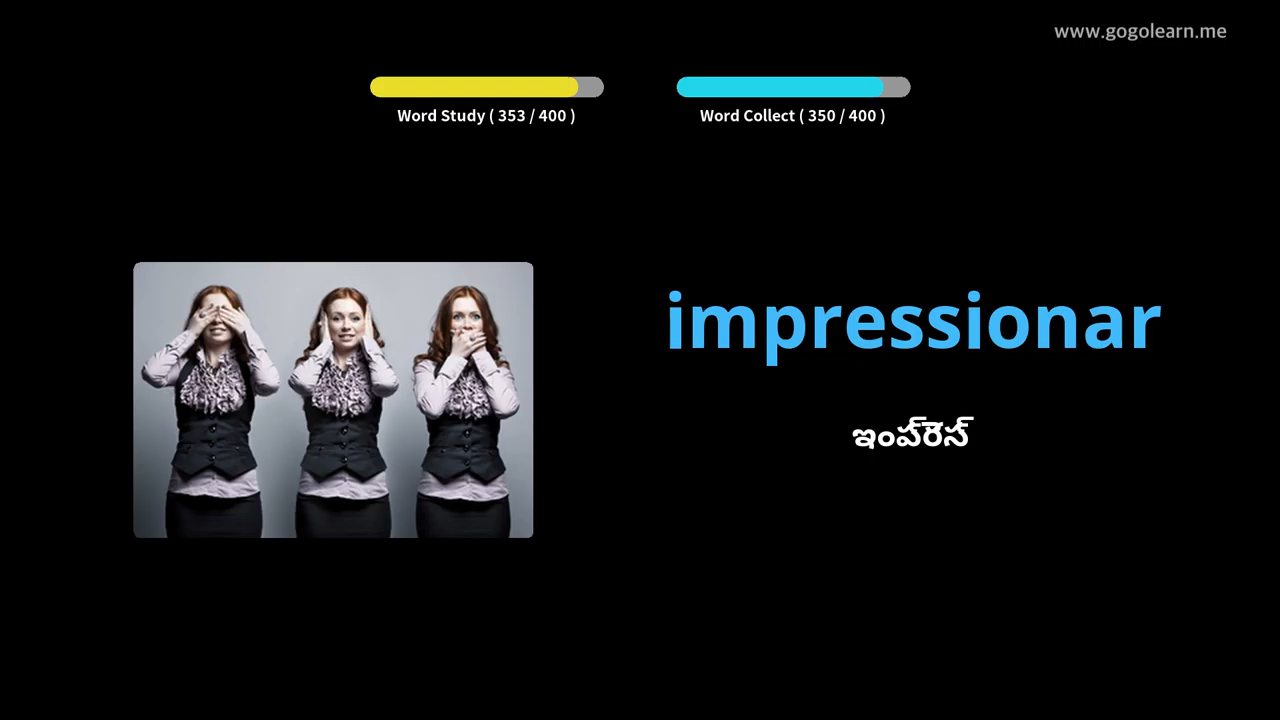 www.gogolearn.me
Word Study ( 353 / 400 )
Word Collect ( 350 / 400 )
impressionar
ఇంప్‌రెస్